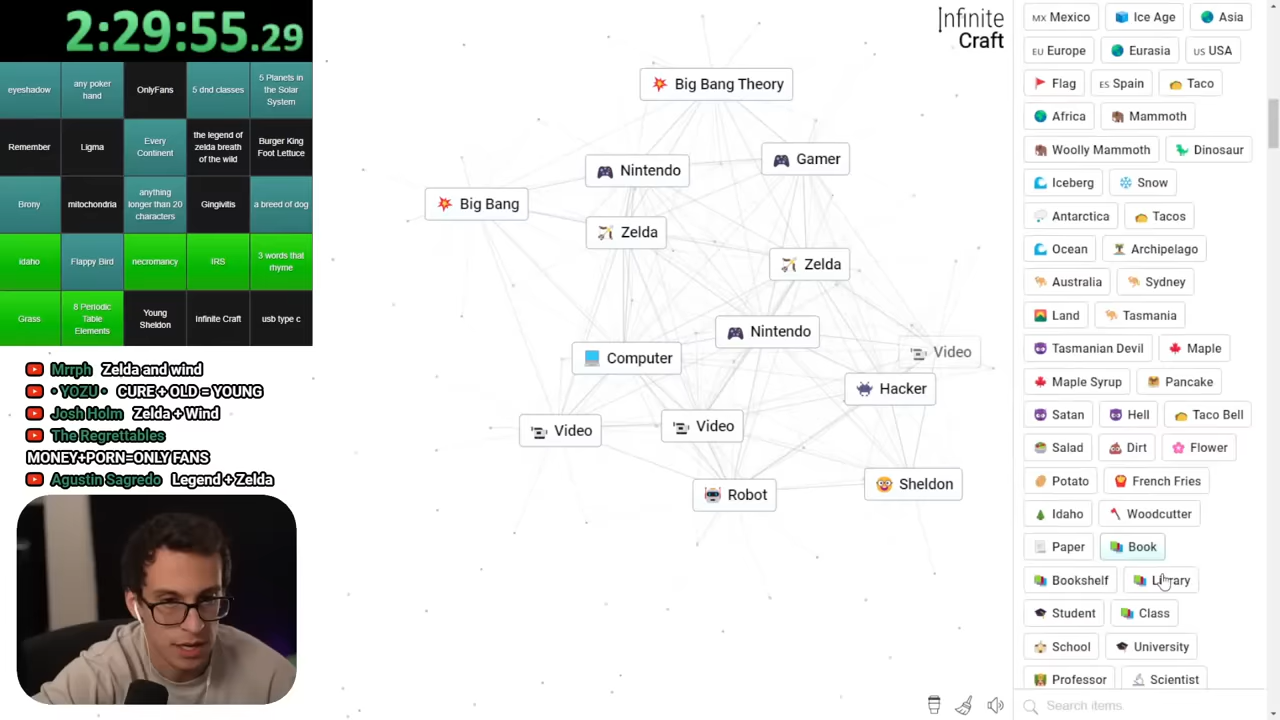 2:29:55.29
eyeshadow
any poker
hand
OnlyFans
5 dnd classes
5 Planets in
the Solar
System
Remember
Ligma
Every
Continent
the legend of
zelda breath
of the wild
Burger King
Foot Lettuce
Brony
mitochondria
anything
longer than 20
characters
Gingivitis
a breed of dog
idaho
Flappy Bird
necromancy
IRS
3 words that
rhyme
Grass
8 Periodic
Table
Elements
Young
Sheldon
Infinite Craft
usb type c
Mrrph Zelda and wind
• YOZU • CURE + OLD = YOUNG
Josh Holm Zelda + Wind
The Regrettables
MONEY+PORN=ONLY FANS
Agustin Sagredo Legend + Zelda
Infinite
Craft
Big Bang Theory
Nintendo
Gamer
Big Bang
Zelda
Zelda
Nintendo
Computer
Video
Hacker
Video
Video
Robot
Sheldon
MX Mexico
Ice Age
Asia
EU Europe
Eurasia
US USA
Flag
ES Spain
Taco
Africa
Mammoth
Woolly Mammoth
Dinosaur
Iceberg
Snow
Antarctica
Tacos
Ocean
Archipelago
Australia
Sydney
Land
Tasmania
Tasmanian Devil
Maple
Maple Syrup
Pancake
Satan
Hell
Taco Bell
Salad
Dirt
Flower
Potato
French Fries
Idaho
Woodcutter
Paper
Book
Bookshelf
Library
Student
Class
School
University
Professor
Scientist
Search items